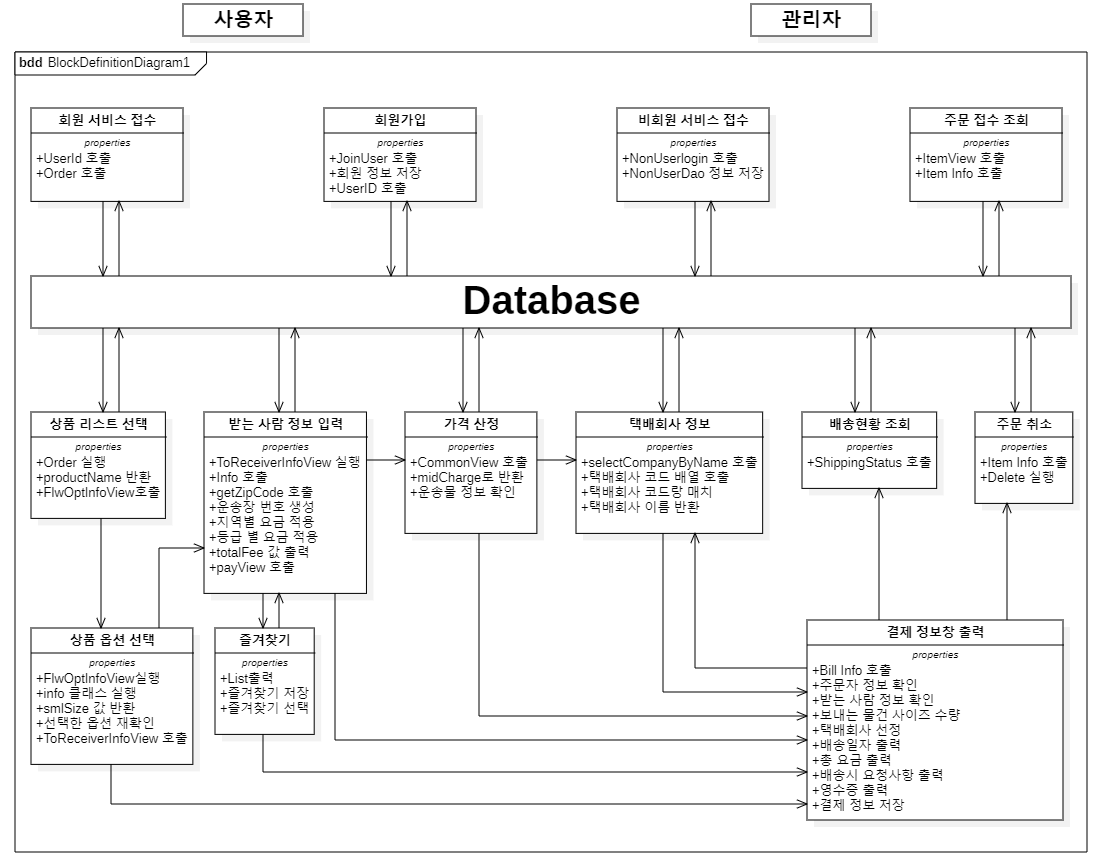 사용자
관리자
bdd BlockDefinitionDiagram1
회원 서비스 접수
properties
+UserId 호출
+Order 호출
회원가입
properties
+JoinUser 호출
+회원 정보 저장
+UserID 호출
비회원 서비스 접수
properties
+NonUserlogin 호출
+NonUserDao 정보 저장
주문 접수 조회
properties
+ItemView 호출
+Item Info 호출
Database
상품 리스트 선택
properties
+Order 실행
+productName 반환
+FlwOptInfoView호출
받는 사람 정보 입력
properties
+ToReceiverInfoView 실행
+Info 호출
+getZipCode 호출
+운송장 번호 생성
+지역별 요금 적용
+등급 별 요금 적용
+totalFee 값 출력
+payView 호출
가격 산정
properties
+CommonView 호출
+midCharge로 반환
+운송물 정보 확인
택배회사 정보
properties
+selectCompanyByName 호출
+택배회사 코드 배열 호출
+택배회사 코드랑 매치
+택배회사 이름 반환
배송현황 조회
properties
+ShippingStatus 호출
주문 취소
properties
+Item Info 호출
+Delete 실행
상품 옵션 선택
properties
+FlwOptInfoView실행
+info 클래스 실행
+smlSize 값 반환
+선택한 옵션 재확인
+ToReceiverInfoView 호출
즐겨찾기
properties
+List출력
+즐겨찾기 저장
+즐겨찾기 선택
결제 정보창 출력
properties
+Bill Info 호출
+주문자 정보 확인
+받는 사람 정보 확인
+보내는 물건 사이즈 수량
+택배회사 선정
+배송일자 출력
+총 요금 출력
+배송시 요청사항 출력
+영수증 출력
+결제 정보 저장